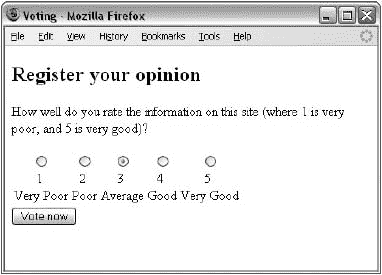 Voting - Mozilla Firefox
File Edit View History Bookmarks Tools Help
Register your opinion
How well do you rate the information on this site (where 1 is very
poor, and 5 is very good)?
1 2 3 4 5
Very Poor Poor Average Good Very Good
Vote now